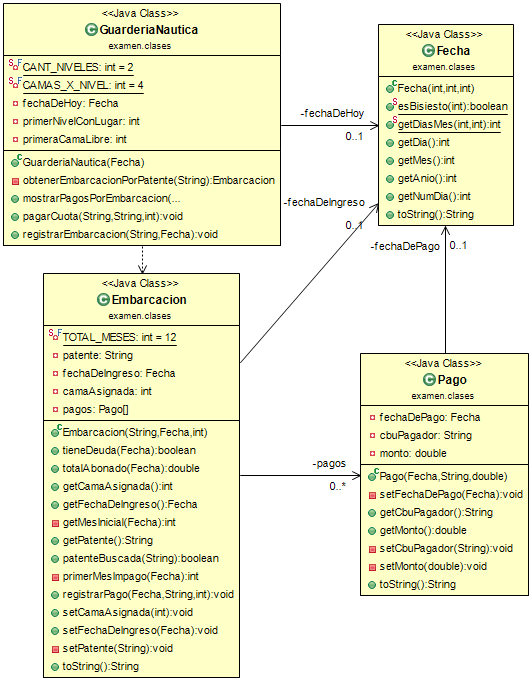 <<Java Class>>
GuarderiaNautica
examen.clases
CANT_NIVELES: int = 2
CAMAS_X_NIVEL: int = 4
fechaDeHoy: Fecha
primerNivelConLugar: int
primeraCamaLibre: int
GuarderiaNautica(Fecha)
obtenerEmbarcacionPorPatente(String):Embarcacion
mostrarPagosPorEmbarcacion(...
pagarCuota(String,String,int):void
registrarEmbarcacion(String,Fecha):void
-fechaDeHoy
0..1
<<Java Class>>
Fecha
examen.clases
Fecha(int,int,int)
esBisiesto(int):boolean
getDiasMes(int,int):int
getDia():int
getMes():int
getAnio():int
getNumDia():int
toString():String
-fechaDeIngreso
0..1
-fechaDePago
0..1
<<Java Class>>
Embarcacion
examen.clases
TOTAL_MESES: int = 12
patente: String
fechaDeIngreso: Fecha
camaAsignada: int
pagos: Pago[]
Embarcacion(String,Fecha,int)
tieneDeuda(Fecha):boolean
totalAbonado(Fecha):double
getCamaAsignada():int
getFechaDeIngreso():Fecha
getMesInicial(Fecha):int
getPatente():String
patenteBuscada(String):boolean
primerMesImpago(Fecha):int
registrarPago(Fecha,String,int):void
setCamaAsignada(int):void
setFechaDeIngreso(Fecha):void
setPatente(String):void
toString():String
-pagos
0..*
<<Java Class>>
Pago
examen.clases
fechaDePago: Fecha
cbuPagador: String
monto: double
Pago(Fecha,String,double)
setFechaDePago(Fecha):void
getCbuPagador():String
getMonto():double
setCbuPagador(String):void
setMonto(double):void
toString():String